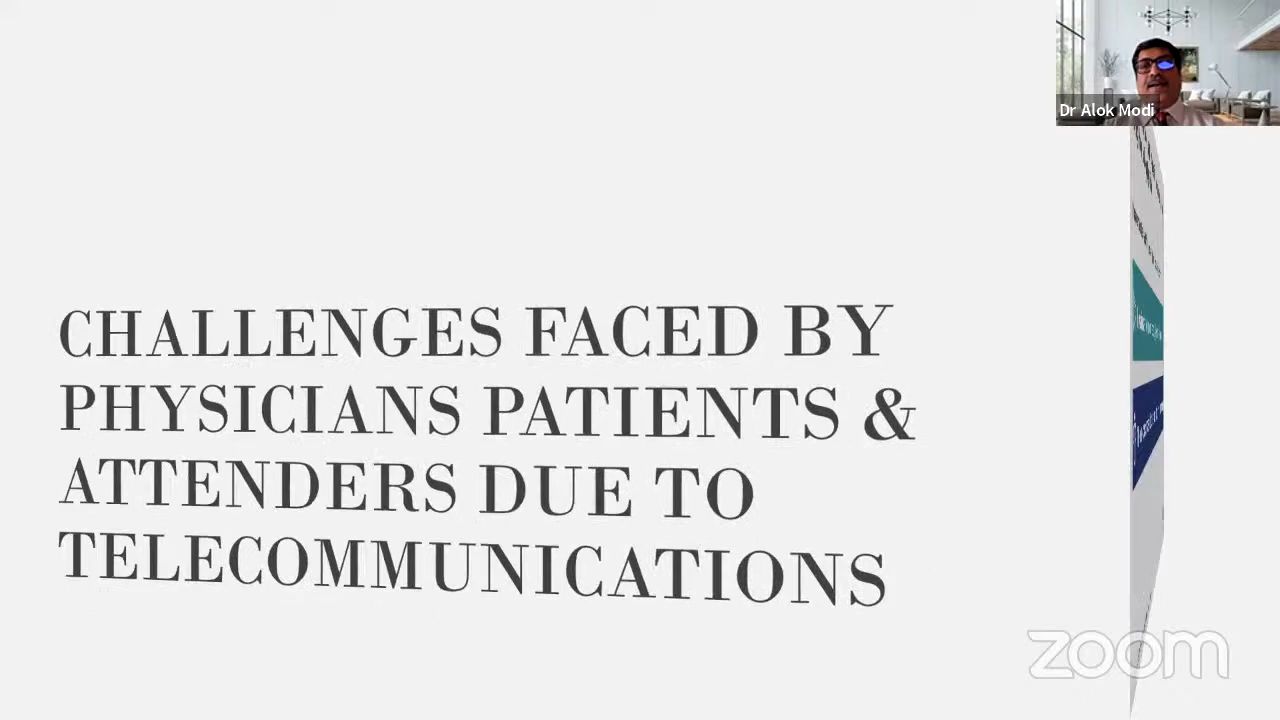 Dr Alok Modi
CHALLENGES FACED BY
PHYSICIANS PATIENTS &
ATTENDERS DUE TO
TELECOMMUNICATIONS
zoom